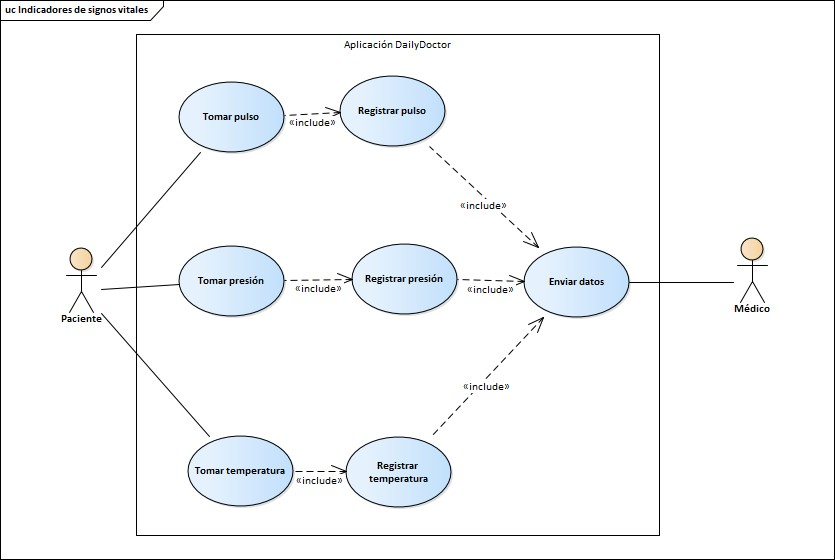 uc Indicadores de signos vitales
Aplicación DailyDoctor
Tomar pulso
«include»
Registrar pulso
«include»
Paciente
Tomar presión
«include»
Registrar presión
«include»
Enviar datos
Médico
«include»
Tomar temperatura
«include»
Registrar
temperatura